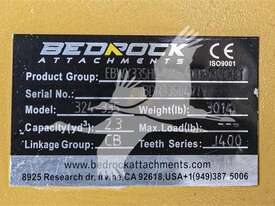 BEDROCK
ATTACHMENTS
CE
ISO9001
Product Group:
Serial No.
Model: 324-335 Weight(lb): 3014
Capacity(yd³) 2.3 Max.Load
Linkage Group: CB Teeth Series: J400
www.bedrockattachments.com
8925 Research dr. CA 92618,USA+1(949)387 5006